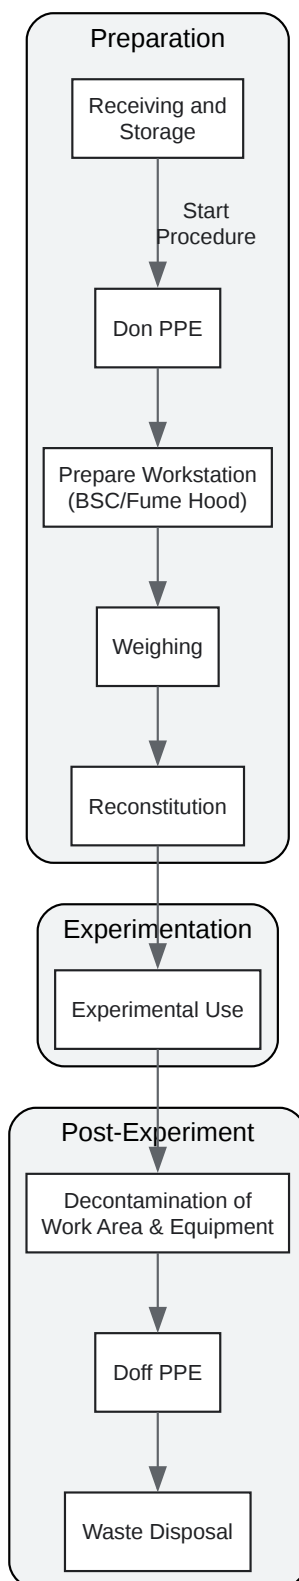 Preparation
Receiving and
Storage
Start
Procedure
Don PPE
Prepare Workstation
(BSC/Fume Hood)
Weighing
Reconstitution
Experimentation
Experimental Use
Post-Experiment
Decontamination of
Work Area & Equipment
Doff PPE
Waste Disposal